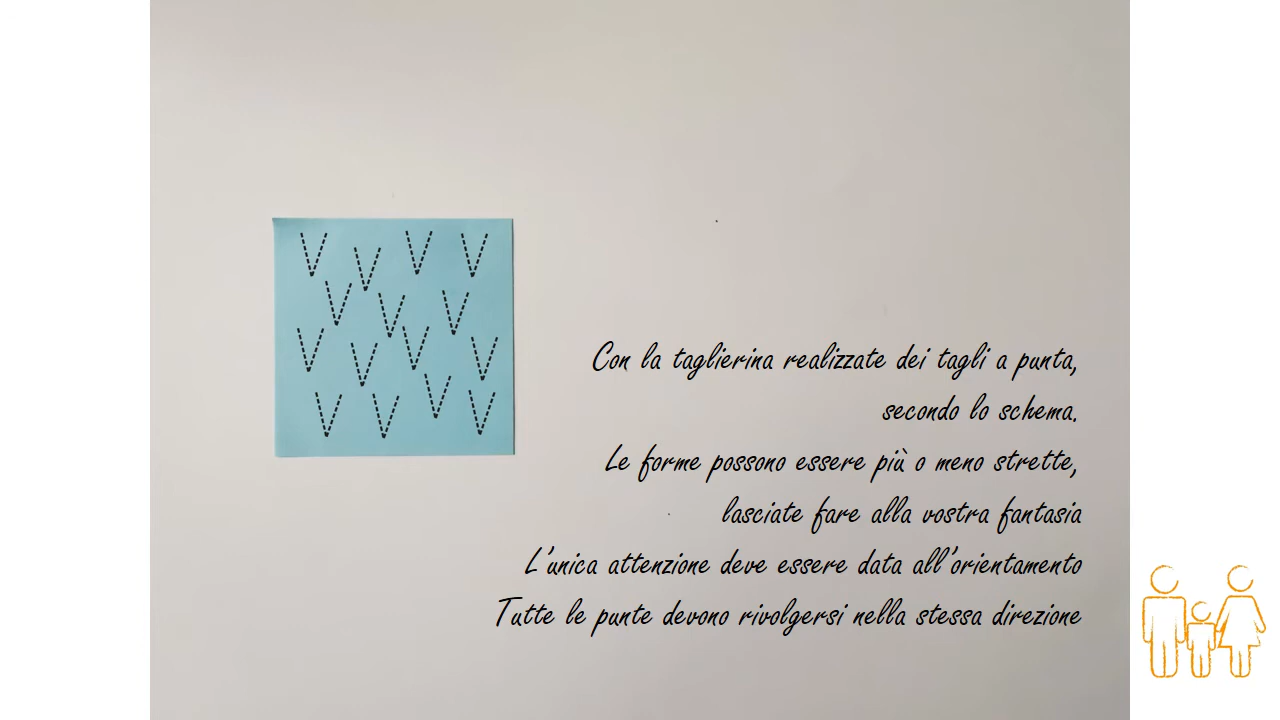 Con la taglierina realizzate dei tagli a punta,
secondo lo schema.
Le forme possono essere più o meno strette,
lasciate fare alla vostra fantasia
L'unica attenzione deve essere data all'orientamento
Tutte le punte devono rivolgersi nella stessa direzione